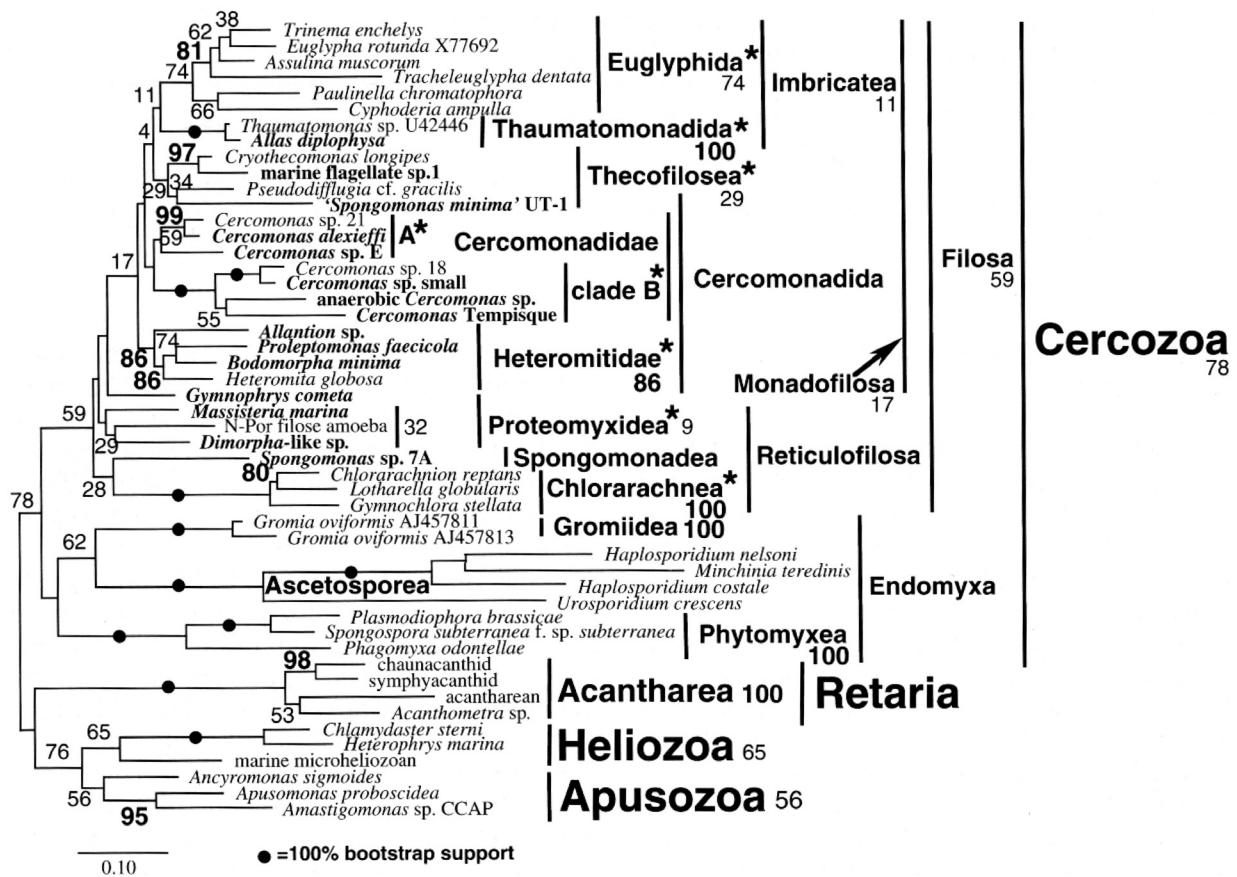 38
62
81
74
11
66
4
Trinema enchelys
Euglypha rotunda X77692
Assulina muscorum
Tracheleuglypha dentata
Paulinella chromatophora
Cyphoderia ampulla
Euglyphida*
74
Imbricatea
11
Thaumatomonas sp. U42446
Allas diplophysa
Thaumatomonadida*
100
97
34
29
Cryothecomonas longipes
marine flagellate sp.1
Pseudodifflugia cf. gracilis
'Spongomonas minima' UT-1
Thecofilosea*
29
99
59
17
Cercomonas sp. 21
Cercomonas alexieffi
Cercomonas sp. E
A*
Cercomonadidae
Cercomonas sp. 18
Cercomonas sp. small
anaerobic Cercomonas sp.
Cercomonas Tempisque
55
clade B*
Cercomonadida
Filosa
59
Cercozoa
78
Allantion sp.
Proleptomonas faecicola
Bodomorpha minima
Heteromita globosa
74
86
86
Heteromitidae*
86
Monadofilosa
17
Gymnophrys cometa
Massisteria marina
N-Por filose amoeba
Dimorpha-like sp.
59
29
32
Proteomyxidea* 9
Spongomonas sp. 7A
Spongomonadea
Reticulofilosa
80
28
Chlorarachnion reptans
Lotharella globularis
Gymnochlora stellata
Chlorarachnea*
100
78
62
Gromia oviformis AJ457811
Gromia oviformis AJ457813
Gromiidea 100
Haplosporidium nelsoni
Minchinia teredinis
Haplosporidium costale
Urosporidium crescens
Ascetosporea
Endomyxa
Plasmodiophora brassicae
Spongospora subterranea f. sp. subterranea
Phagomyxa odontellae
Phytomyxea
100
98
53
chaunacanthid
symphyacanthid
acantharean
Acanthometra sp.
Acantharea 100
Retaria
76
65
Chlamydaster sterni
Heterophrys marina
marine microheliozoan
Heliozoa 65
56
95
Ancyromonas sigmoides
Apusomonas proboscidea
Amastigomonas sp. CCAP
Apusozoa 56
0.10
=100% bootstrap support